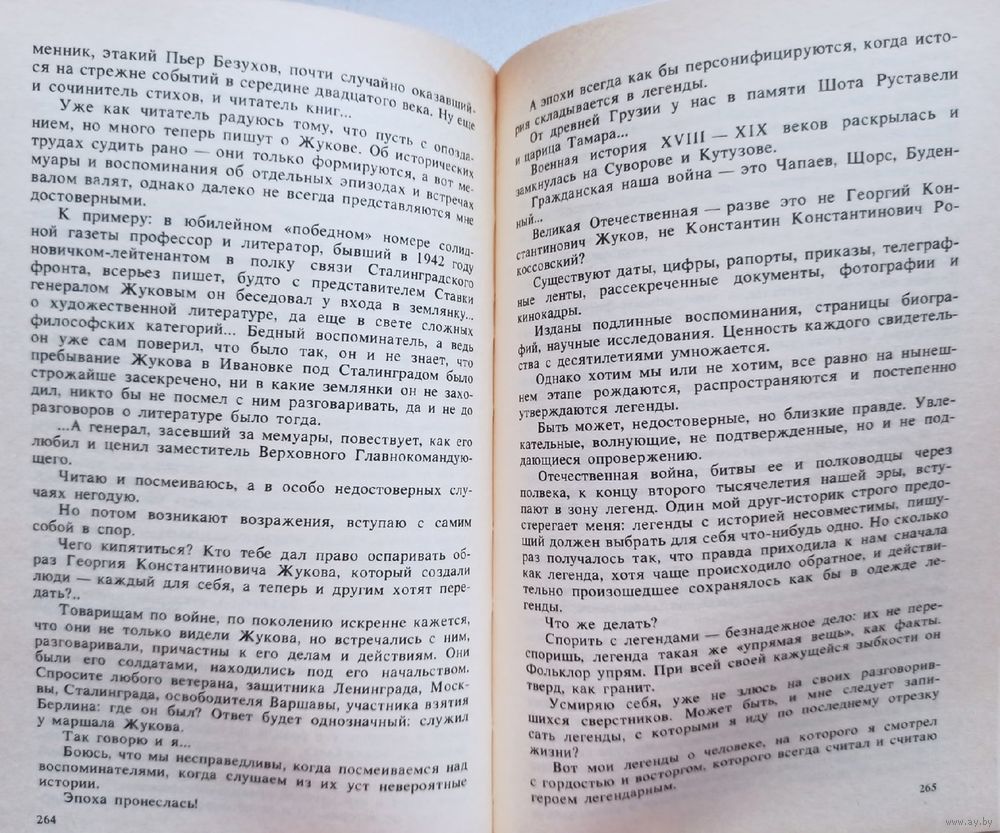 менник, этакий Пьер Безухов, почти случайно оказавший-
ся на стрежне событий в середине двадцатого века. Ну еще
и сочинитель стихов, и читатель книг...
Уже как читатель радуюсь тому, что пусть с опозда-
нием, но много теперь пишут о Жукове. Об исторических
трудах судить рано — они только формируются, а вот ме-
муары и воспоминания об отдельных эпизодах и встречах
валом валят, однако далеко не всегда представляются мне
достоверными.
К примеру: в юбилейном «победном» номере солид-
ной газеты профессор и литератор, бывший в 1942 году
новичком-лейтенантом в полку связи Сталинградского
фронта, всерьез пишет, будто с представителем Ставки
генералом Жуковым он беседовал у входа в землянку...
о художественной литературе, да еще в свете сложных
философских категорий... Бедный воспоминатель, а ведь
он уже сам поверил, что было так, он и не знает, что
пребывание Жукова в Ивановке под Сталинградом было
строжайше засекречено, ни в какие землянки он не захо-
дил, никто бы не посмел с ним разговаривать, да и не до
разговоров о литературе было тогда.
...А генерал, засевший за мемуары, повествует, как его
любил и ценил заместитель Верховного Главнокомандую-
щего.
Читаю и посмеиваюсь, а в особо недостоверных слу-
чаях негодую.
Но потом возникают возражения, вступаю с самим
собой в спор.
Чего кипятиться? Кто тебе дал право оспаривать об-
раз Георгия Константиновича Жукова, который создали
люди — каждый для себя, а теперь и другим хотят пере-
дать?..
Товарищам по войне, по поколению искренне кажется,
что они не только видели Жукова, но встречались с ним,
разговаривали, причастны к его делам и действиям. Они
были его солдатами, находились под его начальством.
Спросите любого ветерана, защитника Ленинграда, Моск-
вы, Сталинграда, освободителя Варшавы, участника взятия
Берлина: где он был? Ответ будет однозначный: служил
у маршала Жукова.
Так говорю и я...
Боюсь, что мы несправедливы, когда посмеиваемся над
воспоминателями, когда слушаем из их уст невероятные
истории.
Эпоха пронеслась!
264
А эпохи всегда как бы персонифицируются, когда исто-
рия складывается в легенды.
От древней Грузии у нас в памяти Шота Руставели
и царица Тамара...
Военная история XVIII — XIX веков раскрылась и
замкнулась на Суворове и Кутузове.
Гражданская наша война — это Чапаев, Щорс, Буден-
ный...
Великая Отечественная — разве это не Георгий Кон-
стантинович Жуков, не Константин Константинович Ро-
коссовский?
Существуют даты, цифры, рапорты, приказы, телеграф-
ные ленты, рассекреченные документы, фотографии и
кинокадры.
Изданы подлинные воспоминания, страницы биогра-
фий, научные исследования. Ценность каждого свидетель-
ства с десятилетиями умножается.
Однако хотим мы или не хотим, все равно на нынеш-
нем этапе рождаются, распространяются и постепенно
утверждаются легенды.
Быть может, недостоверные, но близкие правде. Увле-
кательные, волнующие, не подтвержденные, но и не под-
дающиеся опровержению.
Отечественная война, битвы ее и полководцы через
полвека, к концу второго тысячелетия нашей эры, всту-
пают в зону легенд. Один мой друг-историк строго предо-
стерегает меня: легенды с историей несовместимы, пишу-
щий должен выбрать для себя что-нибудь одно. Но сколько
раз получалось так, что правда приходила к нам сначала
как легенда, хотя чаще происходило обратное, и действи-
тельно произошедшее сохранялось как бы в одежде ле-
генды.
Что же делать?
Спорить с легендами — безнадежное дело: их не пере-
споришь, легенда такая же «упрямая вещь», как факты.
Фольклор упрям. При всей своей кажущейся зыбкости он
тверд, как гранит.
Усмиряю себя, уже не злюсь на своих разговорив-
шихся сверстников. Может быть, и мне следует запи-
сать легенды, с которыми я иду по последнему отрезку
жизни?
Вот мои легенды о человеке, на которого я смотрел
с гордостью и восторгом, которого всегда считал и считаю
героем легендарным.
265
www.ay.by